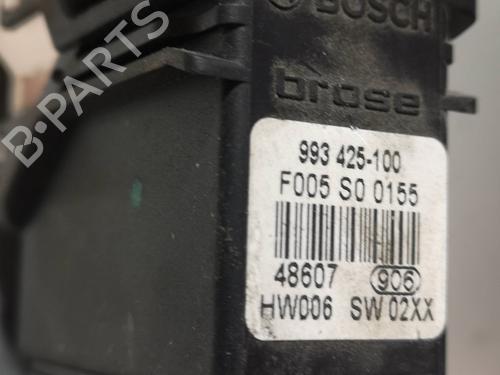 BOSCH
brose
993 425-100
F005 S0 0155
48607 906
HW006 SW 02XX
B-PARTS